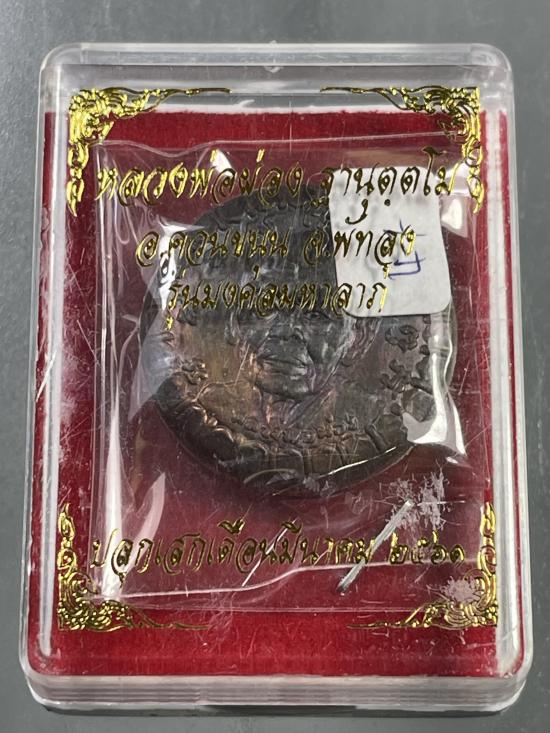 หลวงพ่อผ่อง ฐานุตฺตโม
อ.ควนขนุน จ.พัทลุง
รุ่นมงคลมหาลาภ
ปลุกเสกเดือนมีนาคม ๒๕๖๑